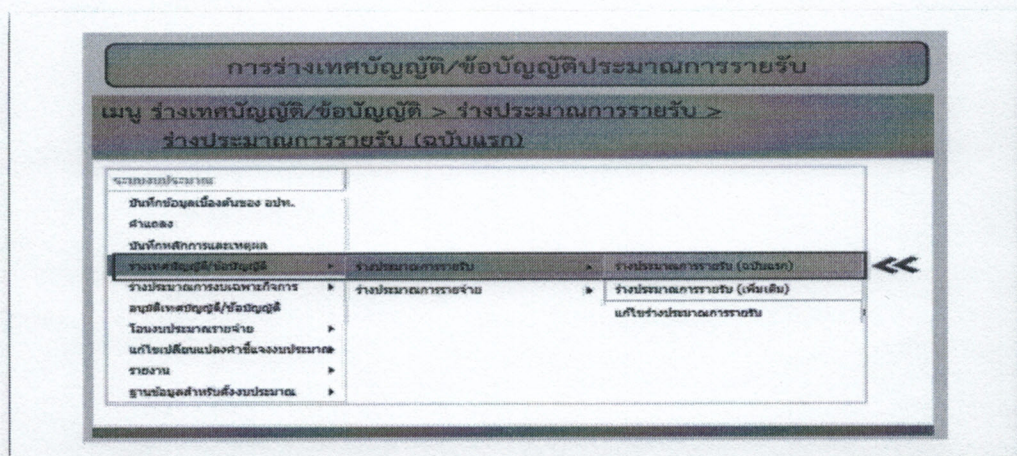 การร่างเทศบัญญัติ/ข้อบัญญัติประมาณการรายรับ
เมนู ร่างเทศบัญญัติ/ข้อบัญญัติ > ร่างประมาณการรายรับ >
ร่างประมาณการรายรับ (ฉบับแรก)
ระบบงบประมาณ
บันทึกข้อมูลเบื้องต้นของ อปท.
คำแถลง
บันทึกหลักการและเหตุผล
ร่างเทศบัญญัติ/ข้อบัญญัติ ร่างประมาณการรายรับ ร่างประมาณการรายรับ (ฉบับแรก)
ร่างประมาณการงบเฉพาะกิจการ ร่างประมาณการรายจ่าย ร่างประมาณการรายรับ (เพิ่มเติม)
อนุมัติเทศบัญญัติ/ข้อบัญญัติ แก้ไขร่างประมาณการรายรับ
โอนงบประมาณรายจ่าย
แก้ไขเปลี่ยนแปลงคำชี้แจงงบประมาณ
รายงาน
ฐานข้อมูลสำหรับตั้งงบประมาณ